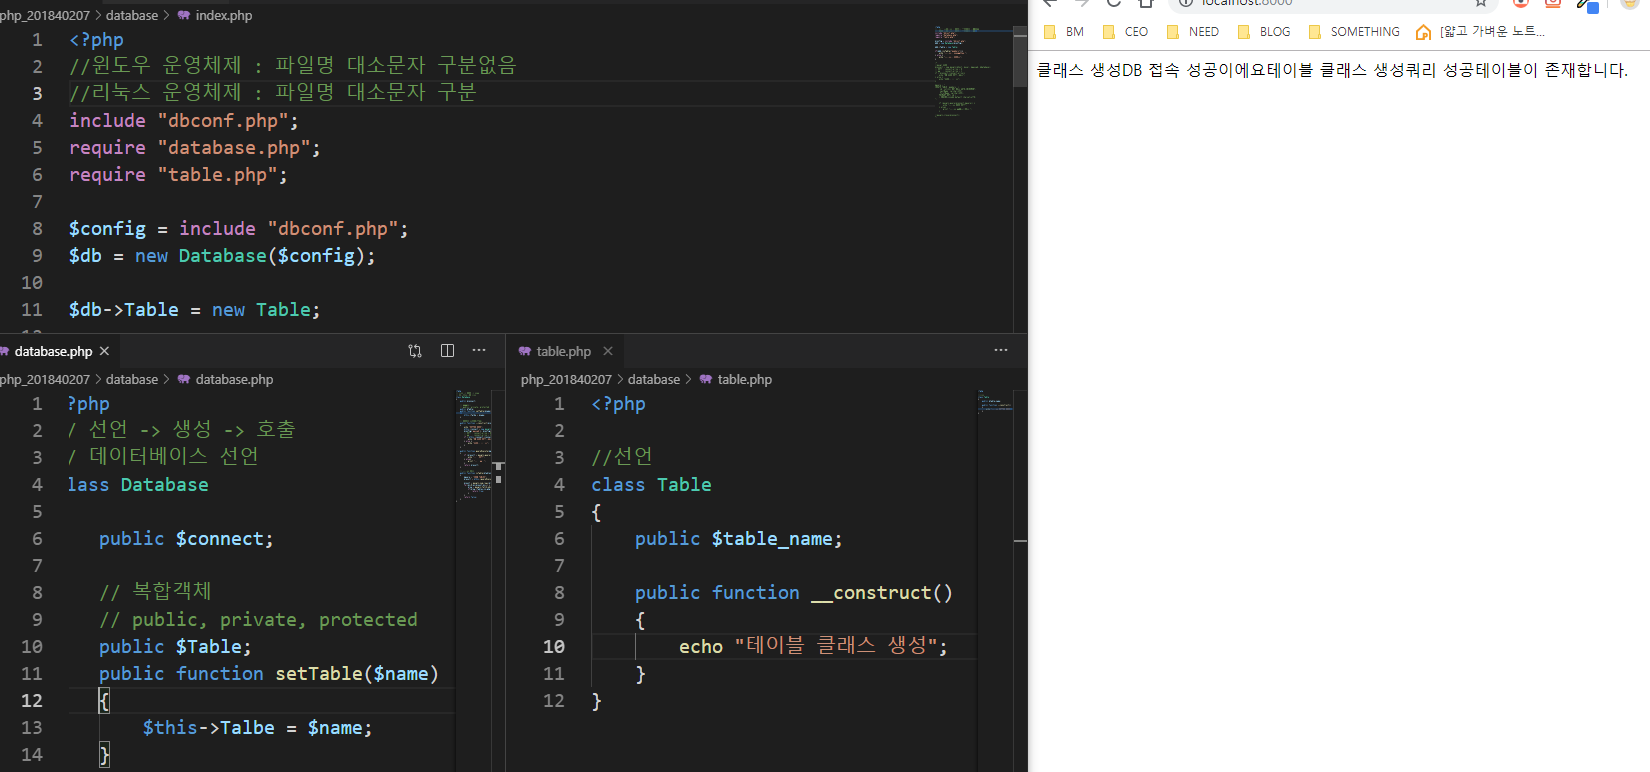 php_201840207 > database > index.php
1 <?php
2 //윈도우 운영체제 : 파일명 대소문자 구분없음
3 //리눅스 운영체제 : 파일명 대소문자 구분
4 include "dbconf.php";
5 require "database.php";
6 require "table.php";
7
8 $config = include "dbconf.php";
9 $db = new Database($config);
10
11 $db->Table = new Table;
database.php
php_201840207 > database > database.php
1 ?php
2 / 선언 -> 생성 -> 호출
3 / 데이터베이스 선언
4 lass Database
5
6 public $connect;
7
8 // 복합객체
9 // public, private, protected
10 public $Table;
11 public function setTable($name)
12 {
13 $this->Talbe = $name;
14 }
table.php
php_201840207 > database > table.php
1 <?php
2
3 //선언
4 class Table
5 {
6 public $table_name;
7
8 public function __construct()
9 {
10 echo "테이블 클래스 생성";
11 }
12 }
localhost:8000
BM CEO NEED BLOG SOMETHING [얇고 가벼운 노트...
클래스 생성DB 접속 성공이에요테이블 클래스 생성쿼리 성공테이블이 존재합니다.